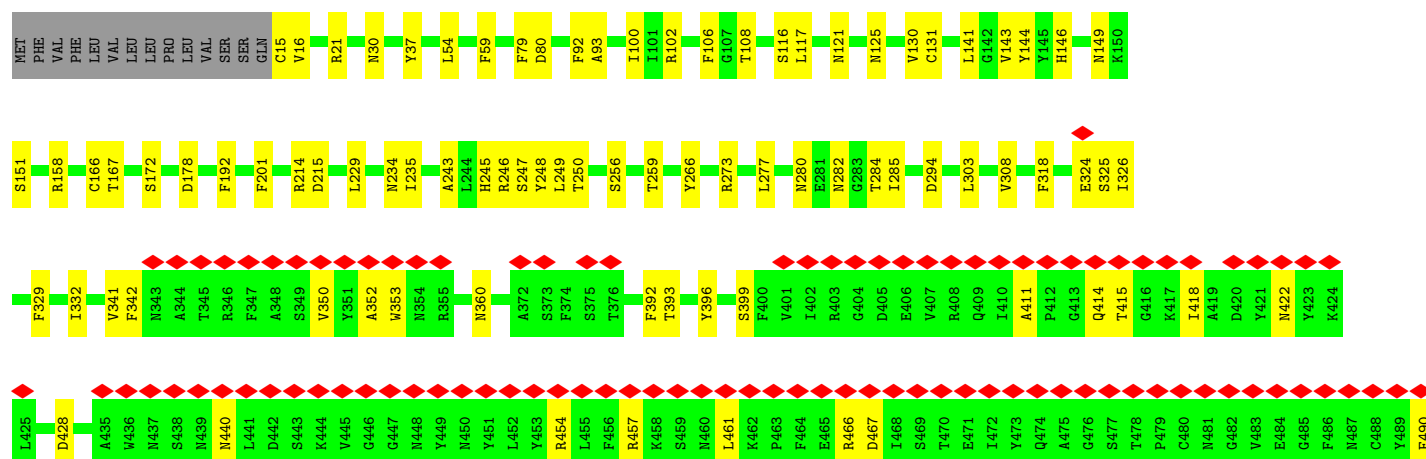 MET PHE VAL PHE LEU VAL LEU LEU PRO LEU VAL SER SER GLN C15 V16 R21 N30 Y37 L54 F59 F79 D80 F92 A93 I100 I101 R102 F106 G107 T108 S116 L117 N121 N125 V130 C131 L141 G142 V143 Y144 Y145 H146 N149 K150
S151 R158 C166 T167 S172 D178 F192 F201 R214 D215 L229 N234 I235 A243 L244 H245 R246 S247 Y248 L249 T250 S256 T259 Y266 R273 L277 N280 E281 N282 G283 T284 I285 D294 L303 V308 F318 E324 S325 I326
F329 I332 V341 F342 N343 A344 T345 R346 F347 A348 S349 V350 Y351 A352 W353 N354 R355 N360 A372 S373 F374 S375 T376 F392 T393 Y396 S399 F400 V401 I402 R403 G404 D405 E406 V407 R408 Q409 I410 A411 P412 G413 Q414 T415 G416 K417 I418 A419 D420 Y421 N422 Y423 K424
L425 D428 A435 W436 N437 S438 N439 N440 L441 D442 S443 K444 V445 G446 G447 N448 Y449 N450 Y451 L452 Y453 R454 L455 F456 R457 K458 S459 N460 L461 K462 P463 F464 E465 R466 D467 I468 S469 T470 E471 I472 Y473 Q474 A475 G476 S477 T478 P479 C480 N481 G482 V483 E484 G485 F486 N487 C488 Y489 F490